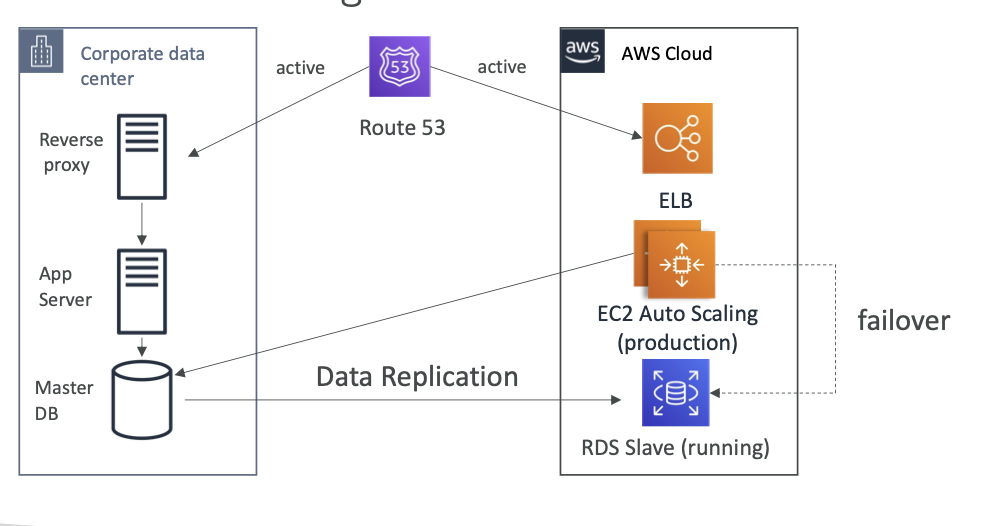 Corporate data
center
active
53
active
aws
AWS Cloud
Route 53
Reverse
proxy
ELB
App
Server
EC2 Auto Scaling
(production)
failover
Master
DB
Data Replication
RDS Slave (running)